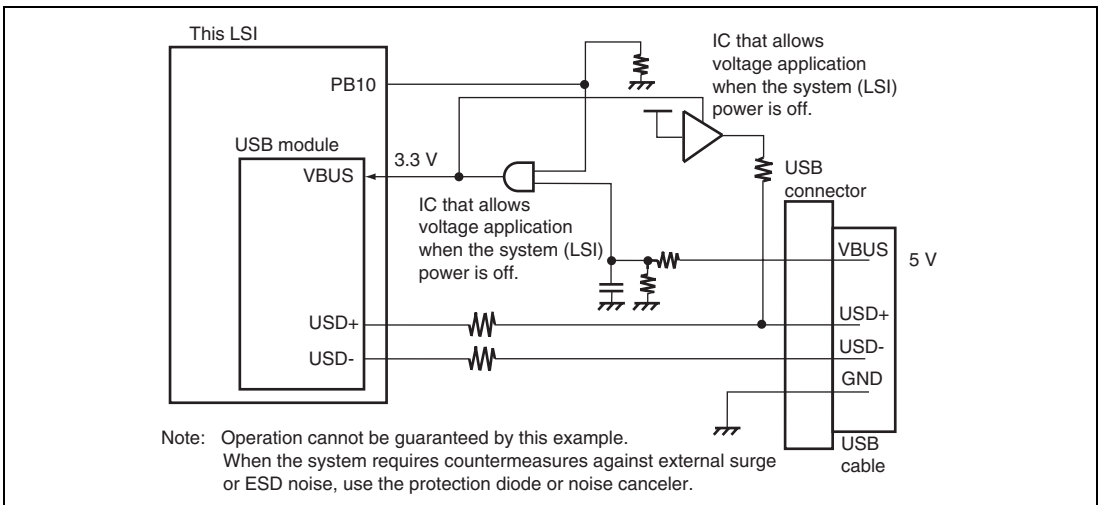 This LSI
PB10
USB module
VBUS
3.3 V
IC that allows
voltage application
when the system (LSI)
power is off.
IC that allows
voltage application
when the system (LSI)
power is off.
USB
connector
VBUS
5 V
USD+
USD-
USD+
USD-
GND
USB
cable
Note: Operation cannot be guaranteed by this example.
When the system requires countermeasures against external surge
or ESD noise, use the protection diode or noise canceler.